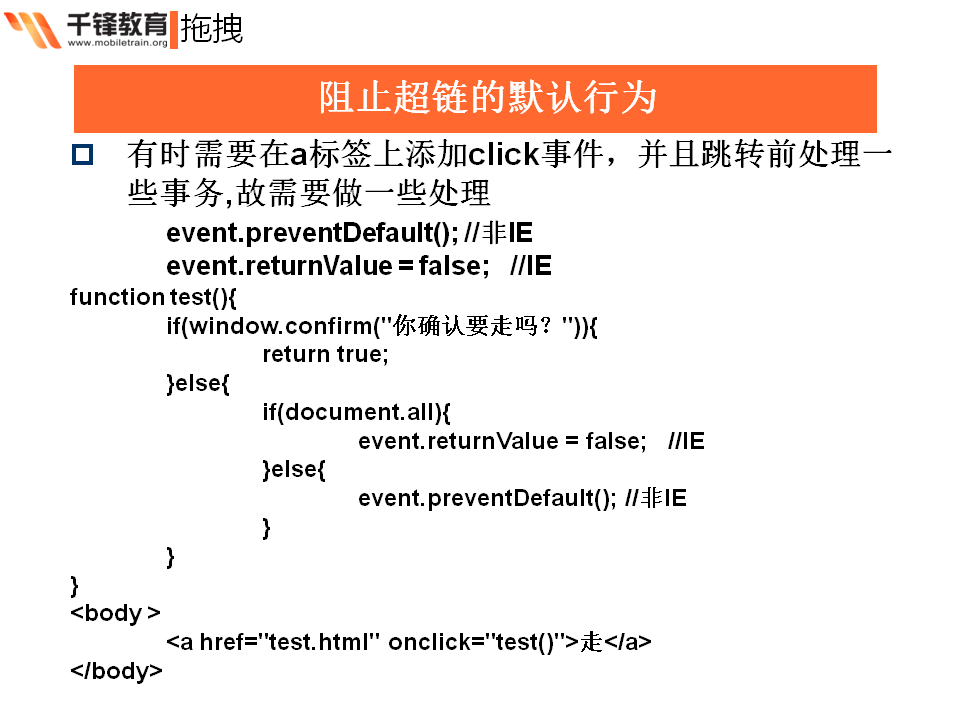 千锋教育
www.mobiletrain.org
拖拽
阻止超链的默认行为
有时需要在a标签上添加click事件，并且跳转前处理一
些事务,故需要做一些处理
event.preventDefault(); //非IE
event.returnValue = false;   //IE
function test(){
if(window.confirm("你确认要走吗？")){
return true;
}else{
if(document.all){
event.returnValue = false;   //IE
}else{
event.preventDefault(); //非IE
}
}
}
<body >
<a href="test.html" onclick="test()">走</a>
</body>